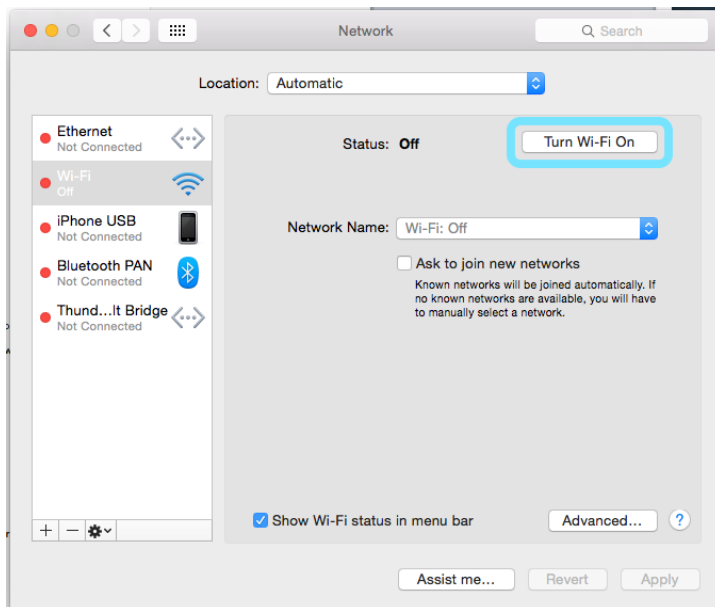 Network
Search
Location: Automatic
Ethernet
Not Connected
Wi-Fi
Off
iPhone USB
Not Connected
Bluetooth PAN
Not Connected
Thund...lt Bridge
Not Connected
Status: Off
Turn Wi-Fi On
Network Name: Wi-Fi: Off
Ask to join new networks
Known networks will be joined automatically. If
no known networks are available, you will have
to manually select a network.
Show Wi-Fi status in menu bar
Advanced...
?
Assist me...
Revert
Apply